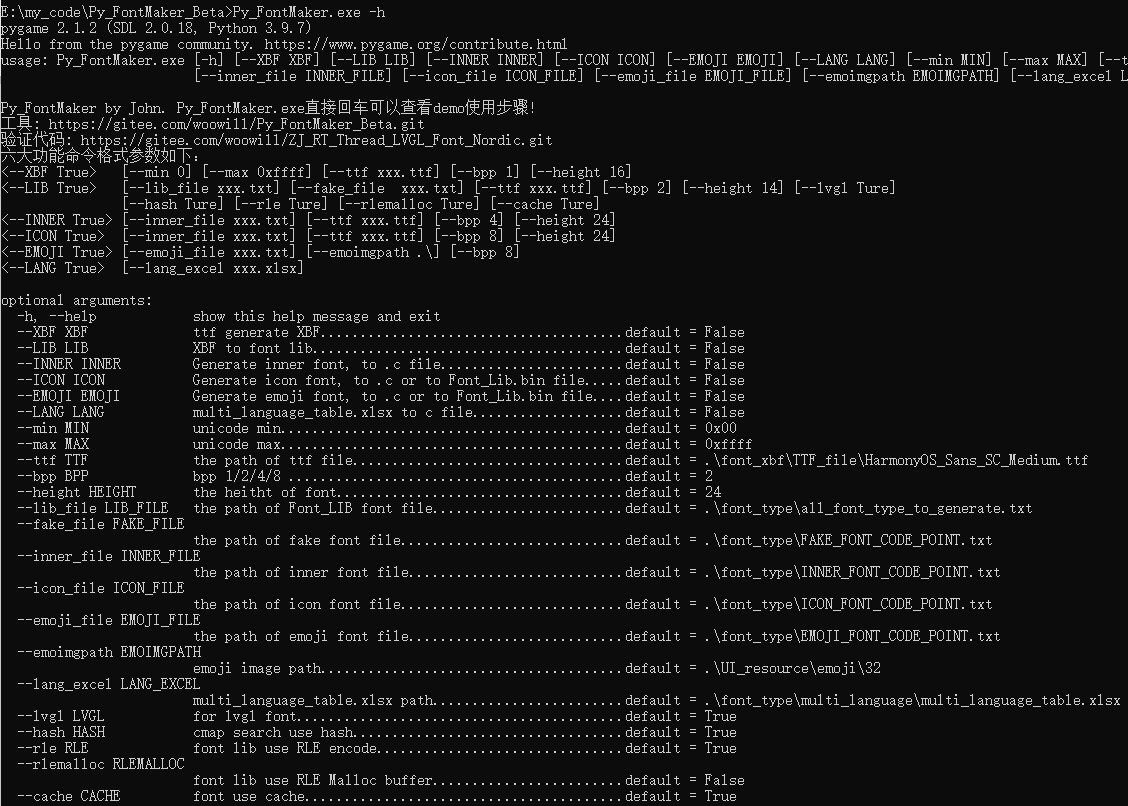 E:\my_code\Py_FontMaker_Beta>Py_FontMaker.exe -h
pygame 2.1.2 (SDL 2.0.18, Python 3.9.7)
Hello from the pygame community. https://www.pygame.org/contribute.html
usage: Py_FontMaker.exe [-h] [--XBF XBF] [--LIB LIB] [--INNER INNER] [--ICON ICON] [--EMOJI EMOJI] [--LANG LANG] [--min MIN] [--max MAX] [--t
[--inner_file INNER_FILE] [--icon_file ICON_FILE] [--emoji_file EMOJI_FILE] [--emoimgpath EMOIMGPATH] [--lang_excel L
Py_FontMaker by John. Py_FontMaker.exe直接回车可以查看demo使用步骤!
工具: https://gitee.com/woowill/Py_FontMaker_Beta.git
验证代码: https://gitee.com/woowill/ZJ_RT_Thread_LVGL_Font_Nordic.git
六大功能命令格式参数如下:
<--XBF True> [--min 0] [--max 0xffff] [--ttf xxx.ttf] [--bpp 1] [--height 16]
<--LIB True> [--lib_file xxx.txt] [--fake_file xxx.txt] [--ttf xxx.ttf] [--bpp 2] [--height 14] [--lvgl Ture]
[--hash Ture] [--rle Ture] [--rlemalloc Ture] [--cache Ture]
<--INNER True> [--inner_file xxx.txt] [--ttf xxx.ttf] [--bpp 4] [--height 24]
<--ICON True> [--inner_file xxx.txt] [--ttf xxx.ttf] [--bpp 8] [--height 24]
<--EMOJI True> [--emoji_file xxx.txt] [--emoimgpath .\] [--bpp 8]
<--LANG True> [--lang_excel xxx.xlsx]
optional arguments:
-h, --help show this help message and exit
--XBF XBF ttf generate XBF......................................default = False
--LIB LIB XBF to font lib.......................................default = False
--INNER INNER Generate inner font, to .c file.......................default = False
--ICON ICON Generate icon font, to .c or to Font_Lib.bin file.....default = False
--EMOJI EMOJI Generate emoji font, to .c or to Font_Lib.bin file....default = False
--LANG LANG multi_language_table.xlsx to c file...................default = False
--min MIN unicode min...........................................default = 0x00
--max MAX unicode max...........................................default = 0xffff
--ttf TTF the path of ttf file..................................default = .\font_xbf\TTF_file\HarmonyOS_Sans_SC_Medium.ttf
--bpp BPP bpp 1/2/4/8 ..........................................default = 2
--height HEIGHT the heitht of font....................................default = 24
--lib_file LIB_FILE the path of Font_LIB font file........................default = .\font_type\all_font_type_to_generate.txt
--fake_file FAKE_FILE
the path of fake font file............................default = .\font_type\FAKE_FONT_CODE_POINT.txt
--inner_file INNER_FILE
the path of inner font file...........................default = .\font_type\INNER_FONT_CODE_POINT.txt
--icon_file ICON_FILE
the path of icon font file............................default = .\font_type\ICON_FONT_CODE_POINT.txt
--emoji_file EMOJI_FILE
the path of emoji font file...........................default = .\font_type\EMOJI_FONT_CODE_POINT.txt
--emoimgpath EMOIMGPATH
emoji image path......................................default = .\UI_resource\emoji\32
--lang_excel LANG_EXCEL
multi_language_table.xlsx path........................default = .\font_type\multi_language\multi_language_table.xlsx
--lvgl LVGL for lvgl font.........................................default = True
--hash HASH cmap search use hash..................................default = True
--rle RLE font lib use RLE encode...............................default = True
--rlemalloc RLEMALLOC
font lib use RLE Malloc buffer........................default = False
--cache CACHE font use cache........................................default = True